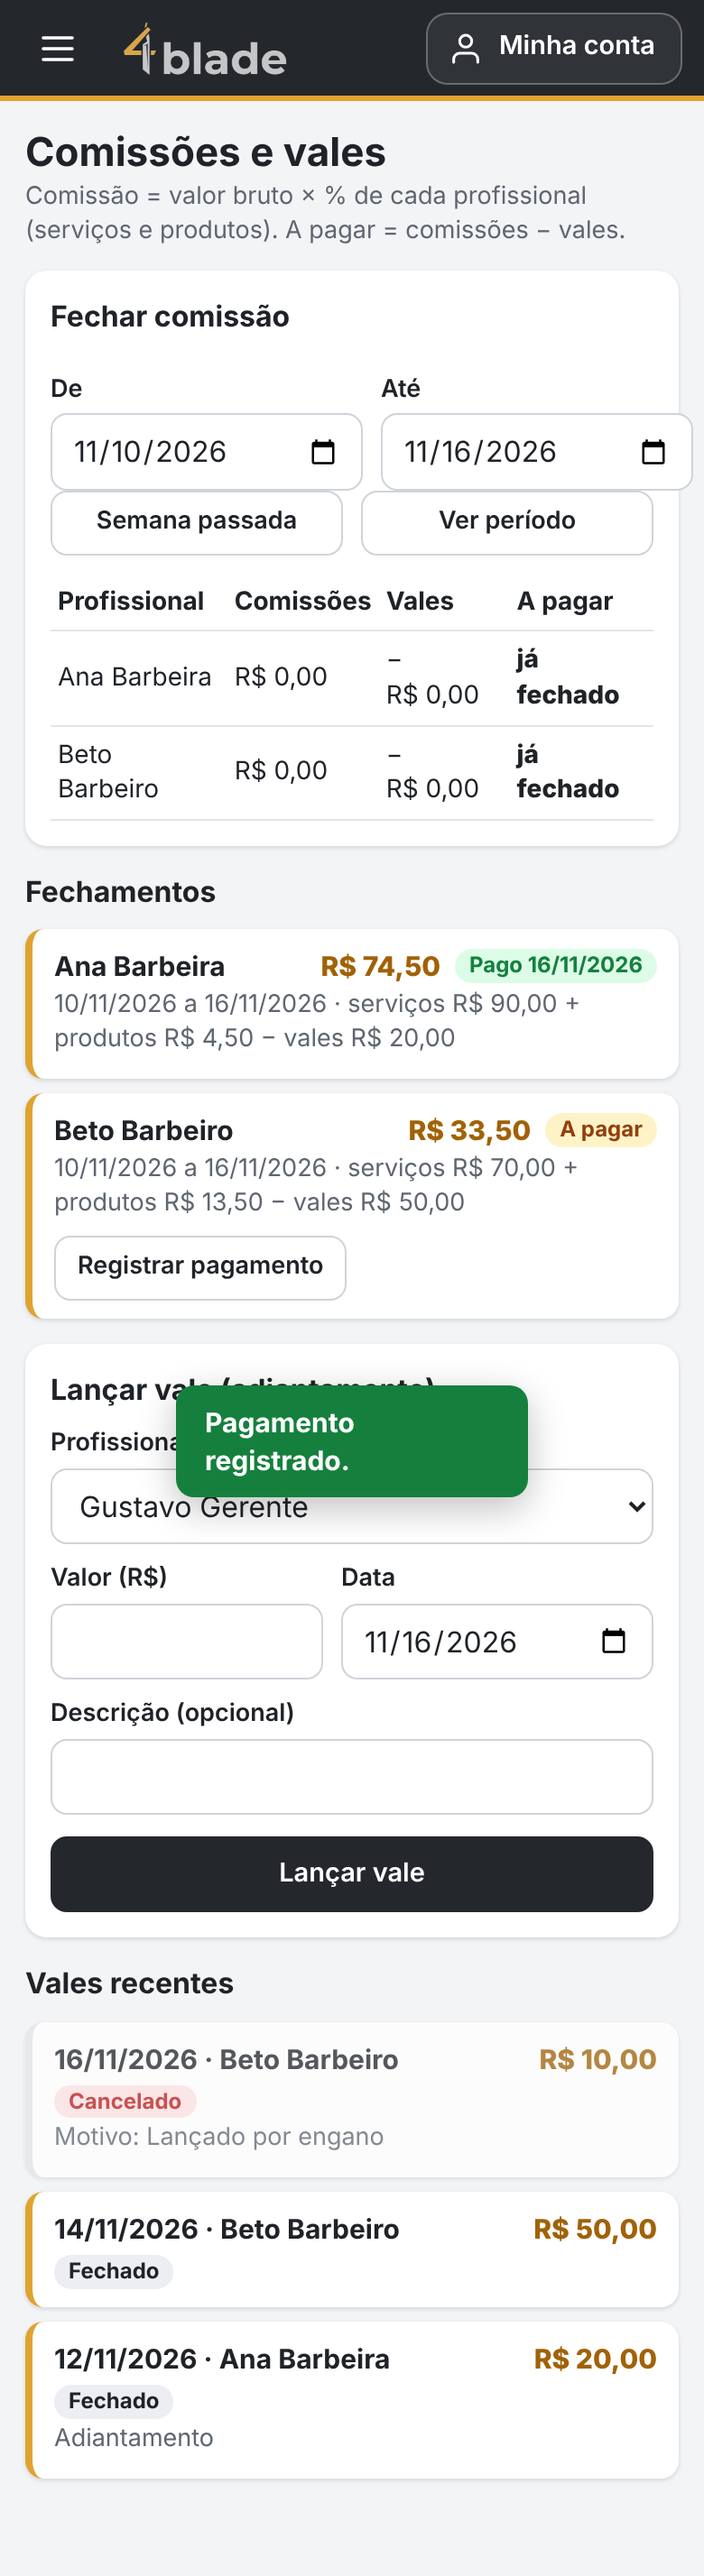 4blade
Minha conta
Comissões e vales
Comissão = valor bruto × % de cada profissional
(serviços e produtos). A pagar = comissões − vales.
Fechar comissão
De
Até
11/10/2026
11/16/2026
Semana passada
Ver período
Profissional Comissões Vales A pagar
Ana Barbeira R$ 0,00 −
R$ 0,00 já
fechado
Beto
Barbeiro R$ 0,00 −
R$ 0,00 já
fechado
Fechamentos
Ana Barbeira R$ 74,50 Pago 16/11/2026
10/11/2026 a 16/11/2026 · serviços R$ 90,00 +
produtos R$ 4,50 − vales R$ 20,00
Beto Barbeiro R$ 33,50 A pagar
10/11/2026 a 16/11/2026 · serviços R$ 70,00 +
produtos R$ 13,50 − vales R$ 50,00
Registrar pagamento
Lançar vale (adiantamento)
Pagamento
registrado.
Profissiona
Gustavo Gerente
Valor (R$)
Data
11/16/2026
Descrição (opcional)
Lançar vale
Vales recentes
16/11/2026 · Beto Barbeiro R$ 10,00
Cancelado
Motivo: Lançado por engano
14/11/2026 · Beto Barbeiro R$ 50,00
Fechado
12/11/2026 · Ana Barbeira R$ 20,00
Fechado
Adiantamento